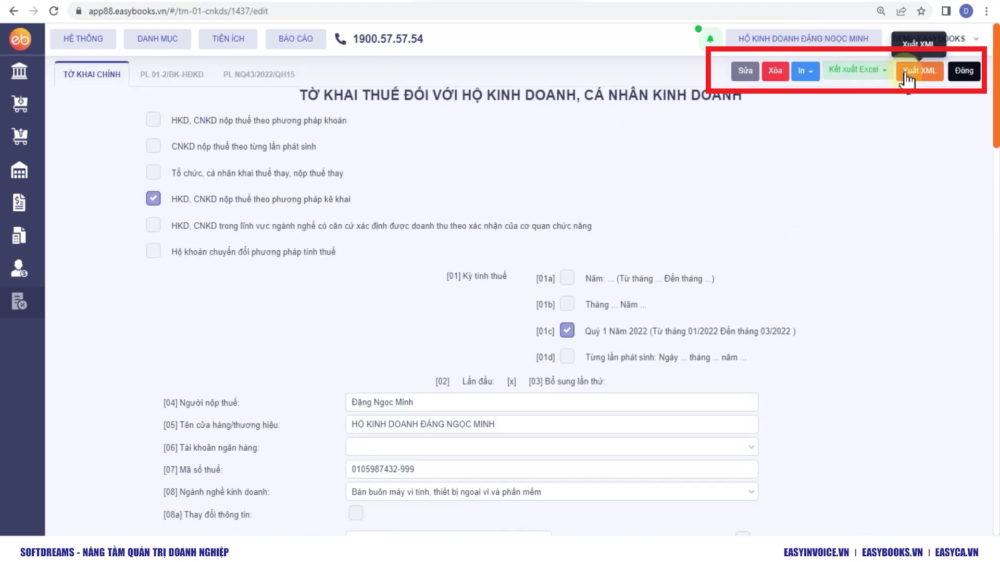 app88.easybooks.vn/#/tm-01-cnkds/1437/edit
D
eb
HỆ THỐNG
DANH MỤC
TIỆN ÍCH
BÁO CÁO
1900.57.57.54
HỘ KINH DOANH ĐẶNG NGỌC MINH
Xuất XML
TỜ KHAI CHÍNH
PL 01-2/BK-HĐKD
PL NQ43/2022/QH15
Sửa
Xóa
In
Kết xuất Excel
Xuất XML
Đóng
TỜ KHAI THUẾ ĐỐI VỚI HỘ KINH DOANH, CÁ NHÂN KINH DOANH
HKD, CNKD nộp thuế theo phương pháp khoán
CNKD nộp thuế theo từng lần phát sinh
Tổ chức, cá nhân khai thuế thay, nộp thuế thay
HKD, CNKD nộp thuế theo phương pháp kê khai
HKD, CNKD trong lĩnh vực ngành nghề có căn cứ xác định được doanh thu theo xác nhận của cơ quan chức năng
Hộ khoán chuyển đổi phương pháp tính thuế
[01] Kỳ tính thuế
[01a] Năm: ... (Từ tháng ... Đến tháng ...)
[01b] Tháng ... Năm ...
[01c] Quý 1 Năm 2022 (Từ tháng 01/2022 Đến tháng 03/2022 )
[01d] Từng lần phát sinh: Ngày ... tháng ... năm ...
[02] Lần đầu: [x] [03] Bổ sung lần thứ:
[04] Người nộp thuế: Đặng Ngọc Minh
[05] Tên cửa hàng/thương hiệu: HỘ KINH DOANH ĐẶNG NGỌC MINH
[06] Tài khoản ngân hàng:
[07] Mã số thuế: 0105987432-999
[08] Ngành nghề kinh doanh: Bán buôn máy vi tính, thiết bị ngoại vi và phần mềm
[08a] Thay đổi thông tin:
SOFTDREAMS - NÂNG TẦM QUẢN TRỊ DOANH NGHIỆP
EASYINVOICE.VN | EASYBOOKS.VN | EASYCA.VN